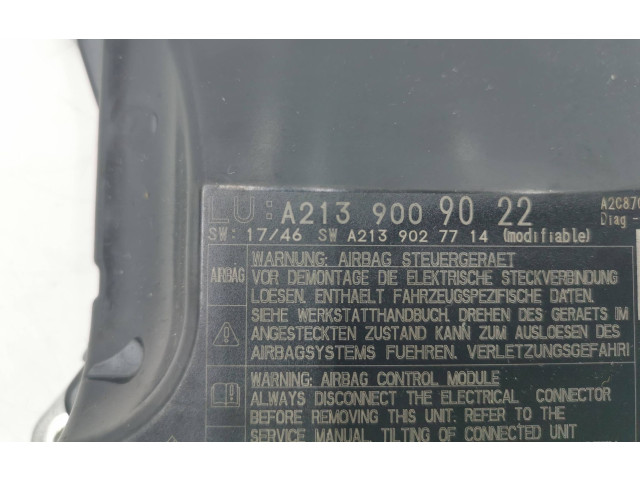 LU: A213 900 90 22
A2C870
SW: 17/46 SW A213 902 77 14 (modifiable)
Diag -
WARNUNG: AIRBAG STEUERGERAET
AIRBAG
VOR DEMONTAGE DIE ELEKTRISCHE STECKVERBINDUNG
LOESEN. ENTHAELT FAHRZEUGSPEZIFISCHE DATEN.
SIEHE WERKSTATTHANDBUCH. DREHEN DES GERAETS IM
ANGESTECKTEN ZUSTAND KANN ZUM AUSLOESEN DES
AIRBAGSYSTEMS FUEHREN. VERLETZUNGSGEFAHR!
WARNING: AIRBAG CONTROL MODULE
ALWAYS DISCONNECT THE ELECTRICAL CONNECTOR
BEFORE REMOVING THIS UNIT. REFER TO THE
SERVICE MANUAL TILTING OF CONNECTED UNIT